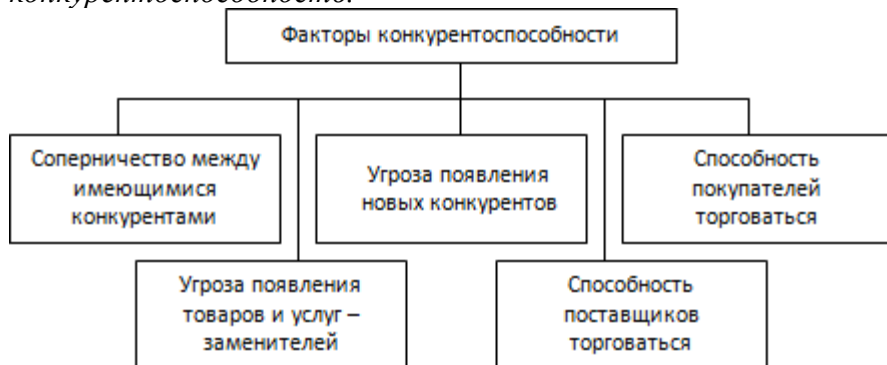 конкурентоспособность.
Факторы конкурентоспособности
Соперничество между
имеющимися
конкурентами
Угроза появления
новых конкурентов
Способность
покупателей
торговаться
Угроза появления
товаров и услуг –
заменителей
Способность
поставщиков
торговаться